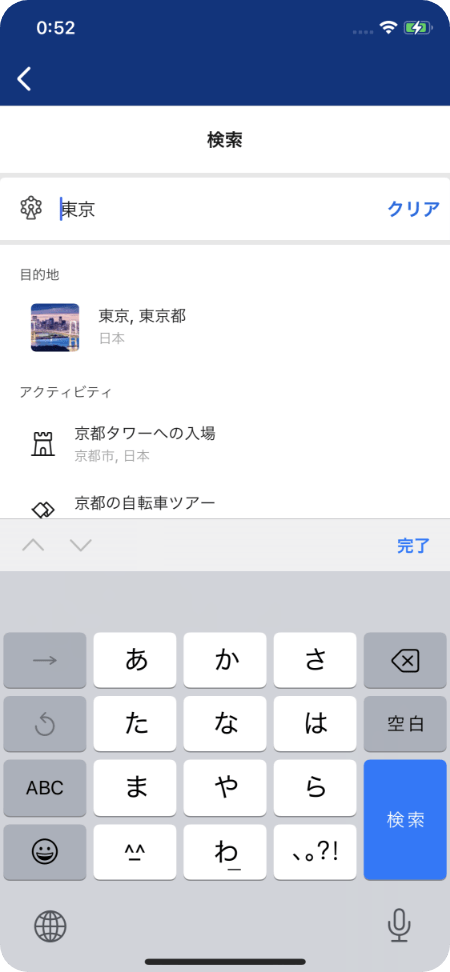 0:52
検索
東京
クリア
目的地
東京, 東京都
日本
アクティビティ
京都タワーへの入場
京都市, 日本
京都の自転車ツアー
完了
→ あ か さ
た な は 空白
ABC ま や ら 検索
^^ わ_ 、。?!